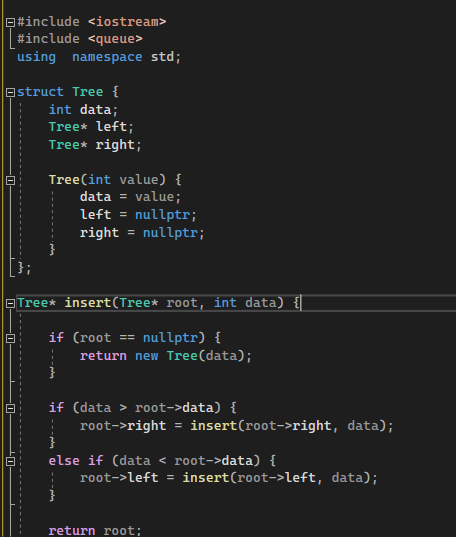 #include <iostream>
#include <queue>
using  namespace std;
struct Tree {
    int data;
    Tree* left;
    Tree* right;
    Tree(int value) {
        data = value;
        left = nullptr;
        right = nullptr;
    }
};
Tree* insert(Tree* root, int data) {
    if (root == nullptr) {
        return new Tree(data);
    }
    if (data > root->data) {
        root->right = insert(root->right, data);
    }
    else if (data < root->data) {
        root->left = insert(root->left, data);
    }
    return root;